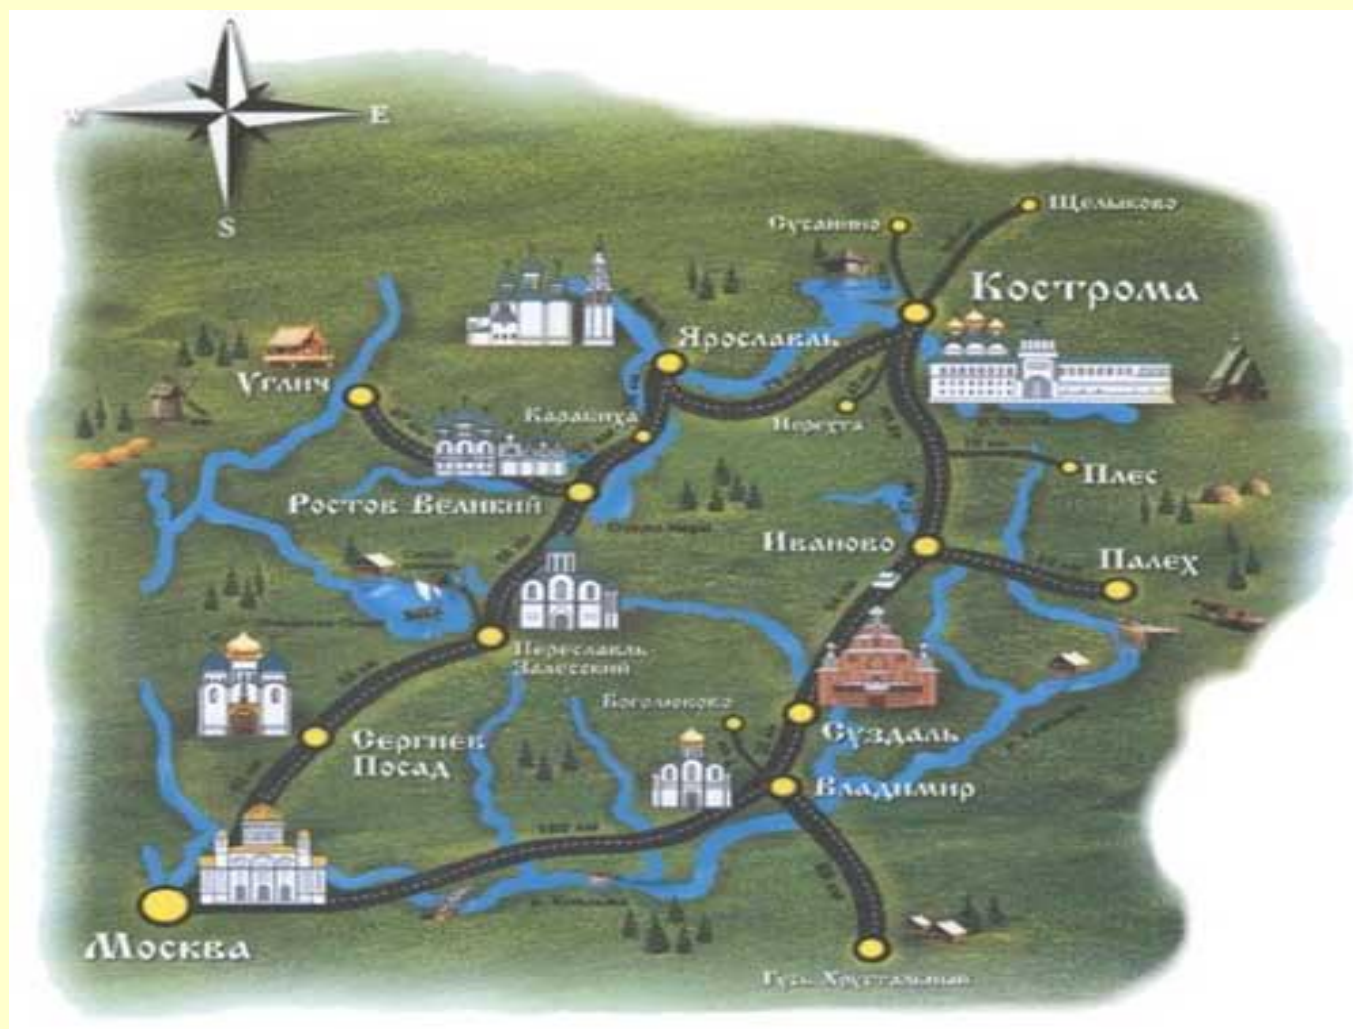 E
S
Щелыково
Сусанино
Кострома
Ярославль
Углич
Карабиха
Нерехта
Плес
Ростов Великий
Иваново
Палех
Переславль
Залесский
Боголюбово
Сергиев
Посад
Суздаль
Владимир
Москва
Гусь Хрустальный